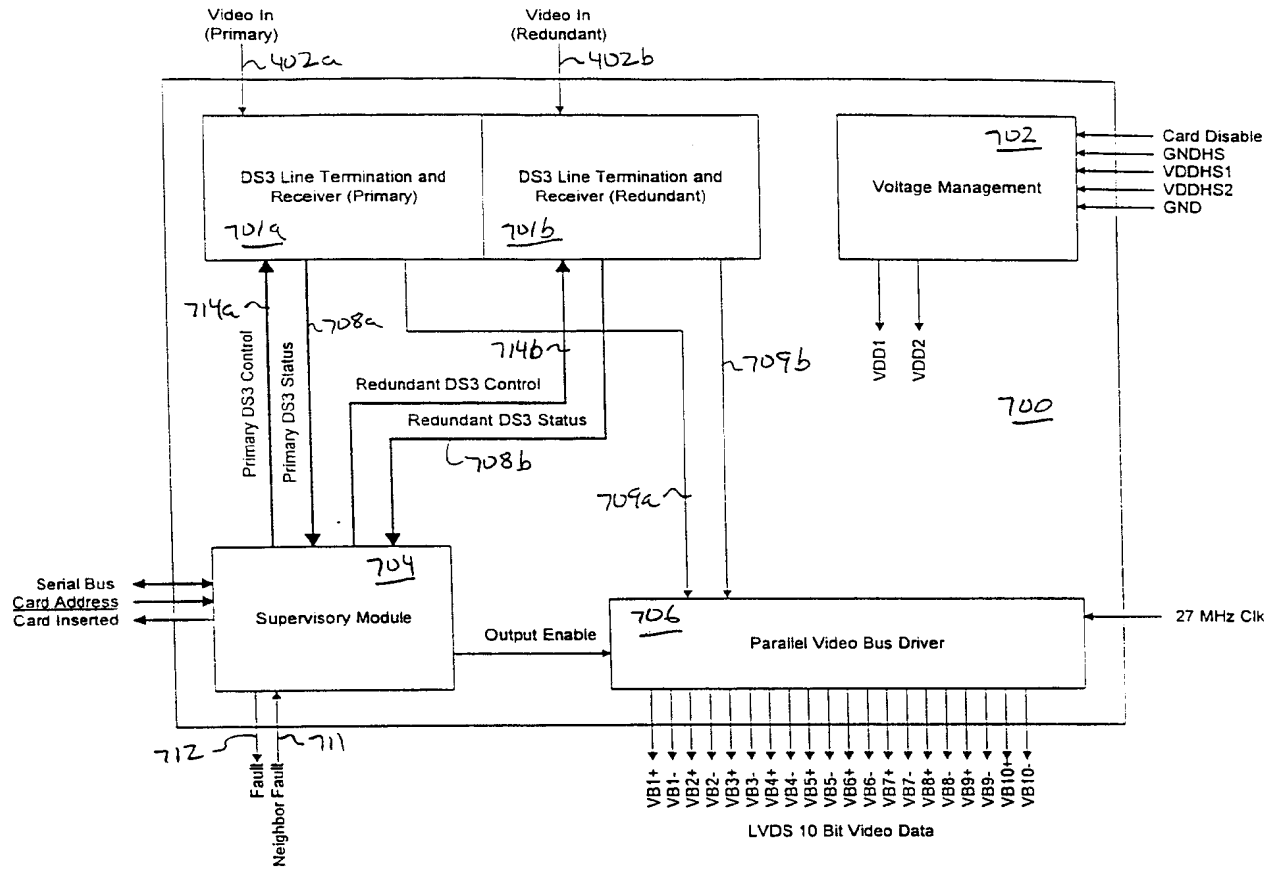 Video In
(Primary)
Video In
(Redundant)
402a
402b
DS3 Line Termination and
Receiver (Primary)
701a
DS3 Line Termination and
Receiver (Redundant)
701b
702
Voltage Management
Card Disable
GNDHS
VDDHS1
VDDHS2
GND
VDD1
VDD2
700
714a
708a
714b
709b
Primary DS3 Control
Primary DS3 Status
Redundant DS3 Control
Redundant DS3 Status
708b
709a
Serial Bus
Card Address
Card Inserted
704
Supervisory Module
Output Enable
706
Parallel Video Bus Driver
27 MHz Clk
712
711
Fault
Neighbor Fault
VB1+
VB1-
VB2+
VB2-
VB3+
VB3-
VB4+
VB4-
VB5+
VB5-
VB6+
VB6-
VB7+
VB7-
VB8+
VB8-
VB9+
VB9-
VB10+
VB10-
LVDS 10 Bit Video Data